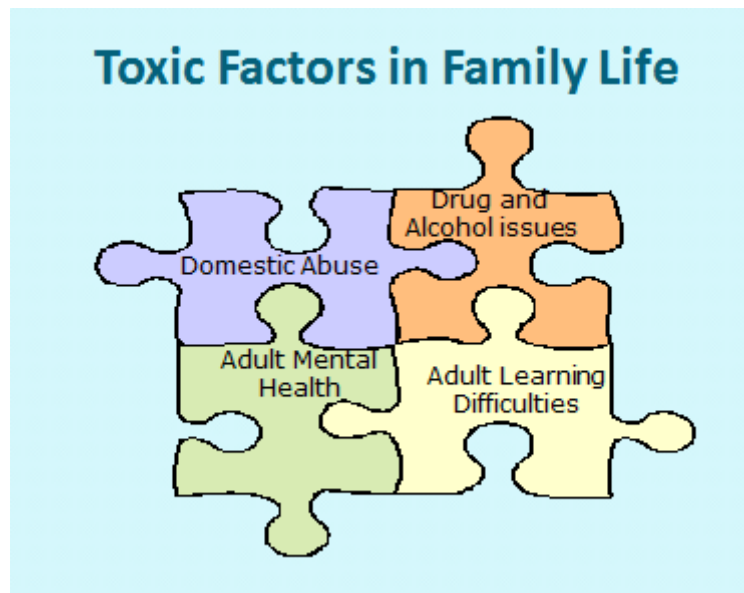 Toxic Factors in Family Life
Drug and
Alcohol issues
Domestic Abuse
Adult Mental
Health
Adult Learning
Difficulties